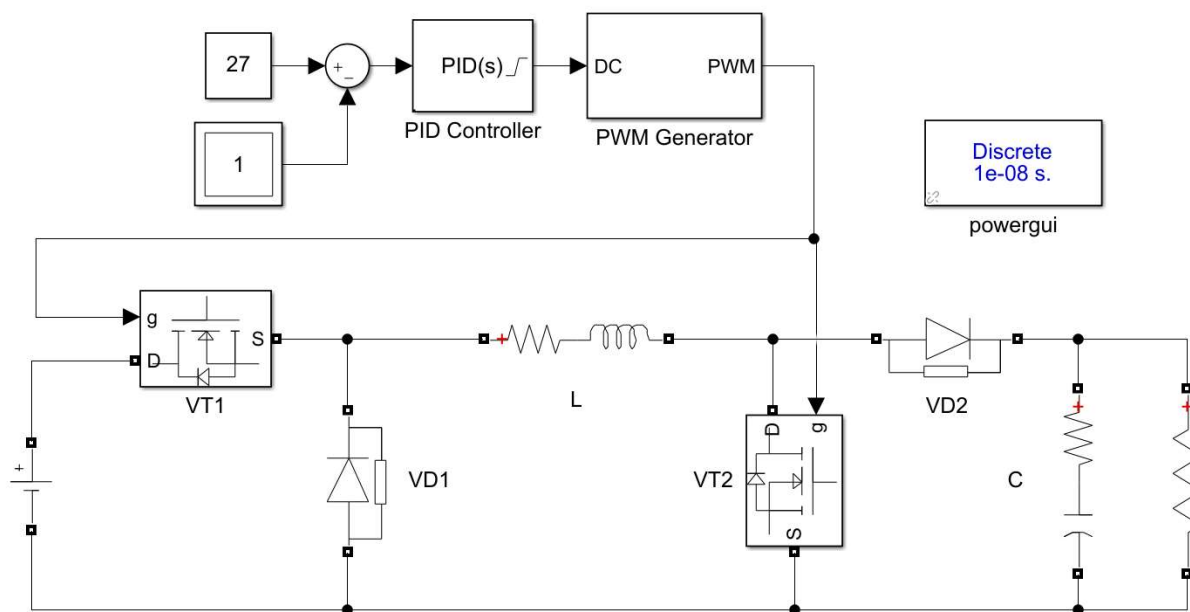 27
+
−
PID(s)
DC
PWM
PID Controller
PWM Generator
1
Discrete
1e-08 s.
powergui
g
S
D
VT1
+
L
VD2
D
g
+
+
+
VD1
VT2
C
S